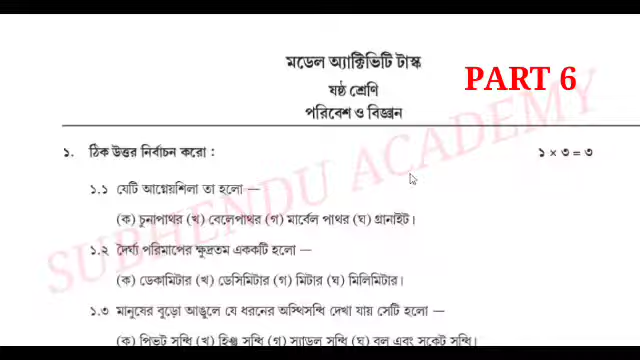 মডেল অ্যাক্টিভিটি টাস্ক
PART 6
ষষ্ঠ শ্রেণি
পরিবেশ ও বিজ্ঞান
১. ঠিক উত্তর নির্বাচন করো : ১ × ৩ = ৩
১.১ যেটি আগ্নেয়শিলা তা হলো —
(ক) চুনাপাথর (খ) বেলেপাথর (গ) মার্বেল পাথর (ঘ) গ্রানাইট।
১.২ দৈর্ঘ্য পরিমাপের ক্ষুদ্রতম এককটি হলো —
(ক) ডেকামিটার (খ) ডেসিমিটার (গ) মিটার (ঘ) মিলিমিটার।
১.৩ মানুষের বুড়ো আঙুলে যে ধরনের অস্থিসন্ধি দেখা যায় সেটি হলো —
(ক) পিভট সন্ধি (খ) হিঞ্জ সন্ধি (গ) স্যাডল সন্ধি (ঘ) বল এবং সকেট সন্ধি।
SUBHENDU ACADEMY